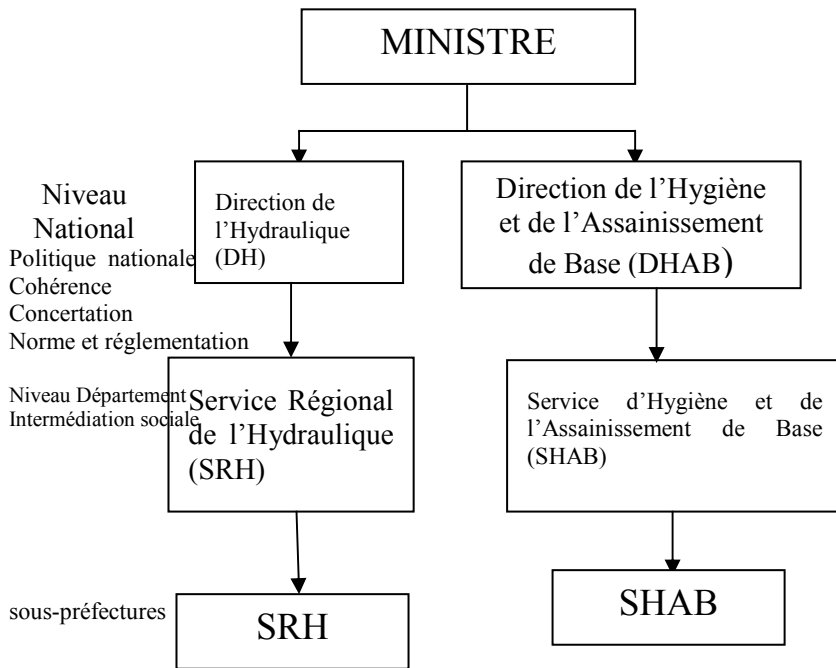 MINISTRE
Niveau
National
Politique nationale
Cohérence
Concertation
Norme et réglementation
Direction de
l’Hydraulique
(DH)
Direction de l’Hygiène
et de l’Assainissement
de Base (DHAB)
Niveau Département
Intermédiation sociale
Service Régional
de l’Hydraulique
(SRH)
Service d’Hygiène et de
l’Assainissement de Base
(SHAB)
sous-préfectures
SRH
SHAB